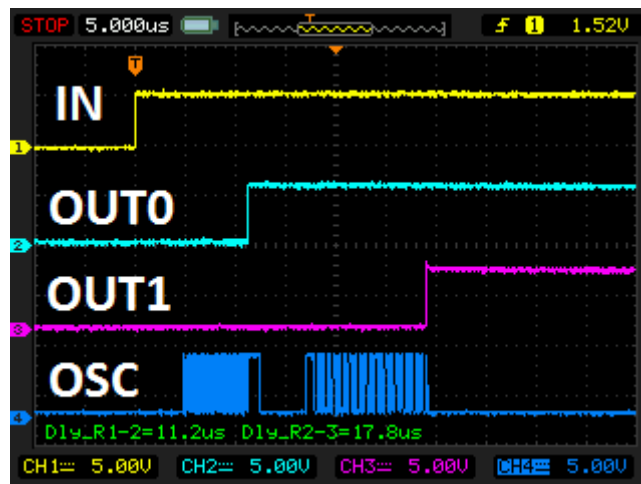 STOP 5.000us T 1 1.52V
T
IN
1
OUT0
2
OUT1
3
OSC
4
Dly_R1-2=11.2us Dly_R2-3=17.8us
CH1 5.00V CH2 5.00V CH3 5.00V CH4 5.00V